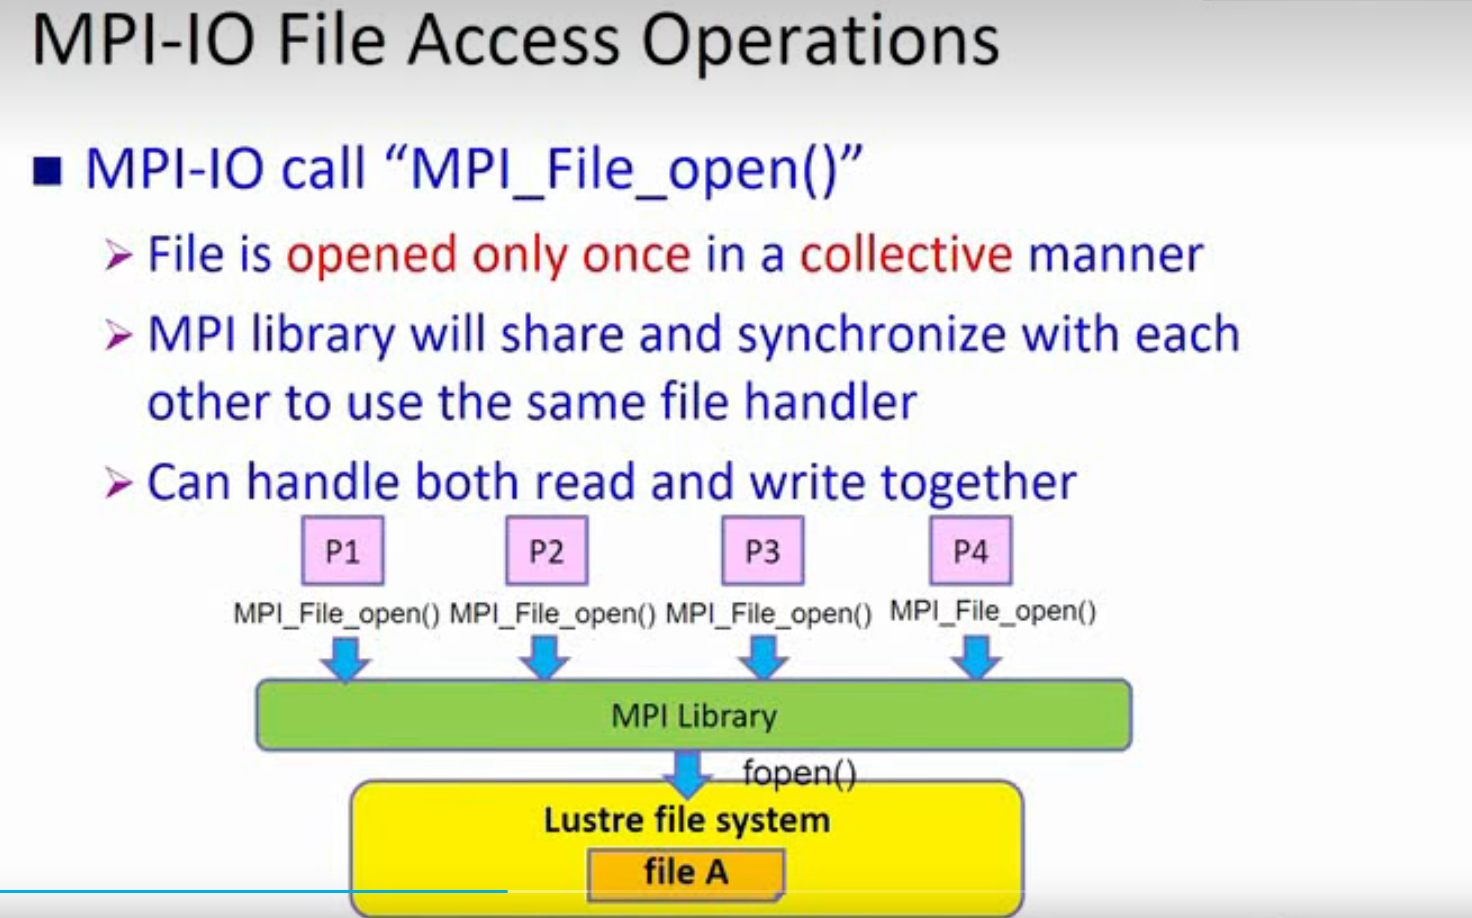 MPI-IO File Access Operations
MPI-IO call “MPI_File_open()”
File is opened only once in a collective manner
MPI library will share and synchronize with each
other to use the same file handler
Can handle both read and write together
P1 P2 P3 P4
MPI_File_open() MPI_File_open() MPI_File_open() MPI_File_open()
MPI Library
fopen()
Lustre file system
file A